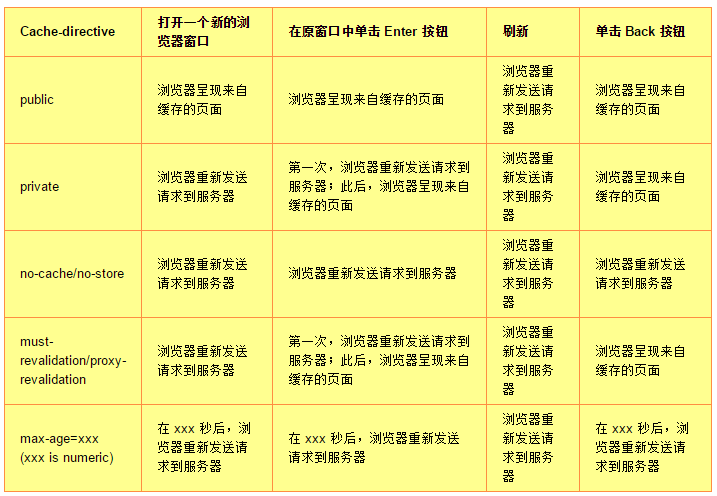 Cache-directive
打开一个新的浏
览器窗口
在原窗口中单击 Enter 按钮
刷新
单击 Back 按钮
public
浏览器呈现来自
缓存的页面
浏览器呈现来自缓存的页面
浏览器重
新发送请
求到服务
器
浏览器呈现来自
缓存的页面
private
浏览器重新发送
请求到服务器
第一次，浏览器重新发送请求到
服务器；此后，浏览器呈现来自
缓存的页面
浏览器重
新发送请
求到服务
器
浏览器呈现来自
缓存的页面
no-cache/no-store
浏览器重新发送
请求到服务器
浏览器重新发送请求到服务器
浏览器重
新发送请
求到服务
器
浏览器重新发送
请求到服务器
must-
revalidation/proxy-
revalidation
浏览器重新发送
请求到服务器
第一次，浏览器重新发送请求到
服务器；此后，浏览器呈现来自
缓存的页面
浏览器重
新发送请
求到服务
器
浏览器呈现来自
缓存的页面
max-age=xxx
(xxx is numeric)
在 xxx 秒后，浏
览器重新发送请
求到服务器
在 xxx 秒后，浏览器重新发送
请求到服务器
浏览器重
新发送请
求到服务
器
在 xxx 秒后，浏
览器重新发送请
求到服务器